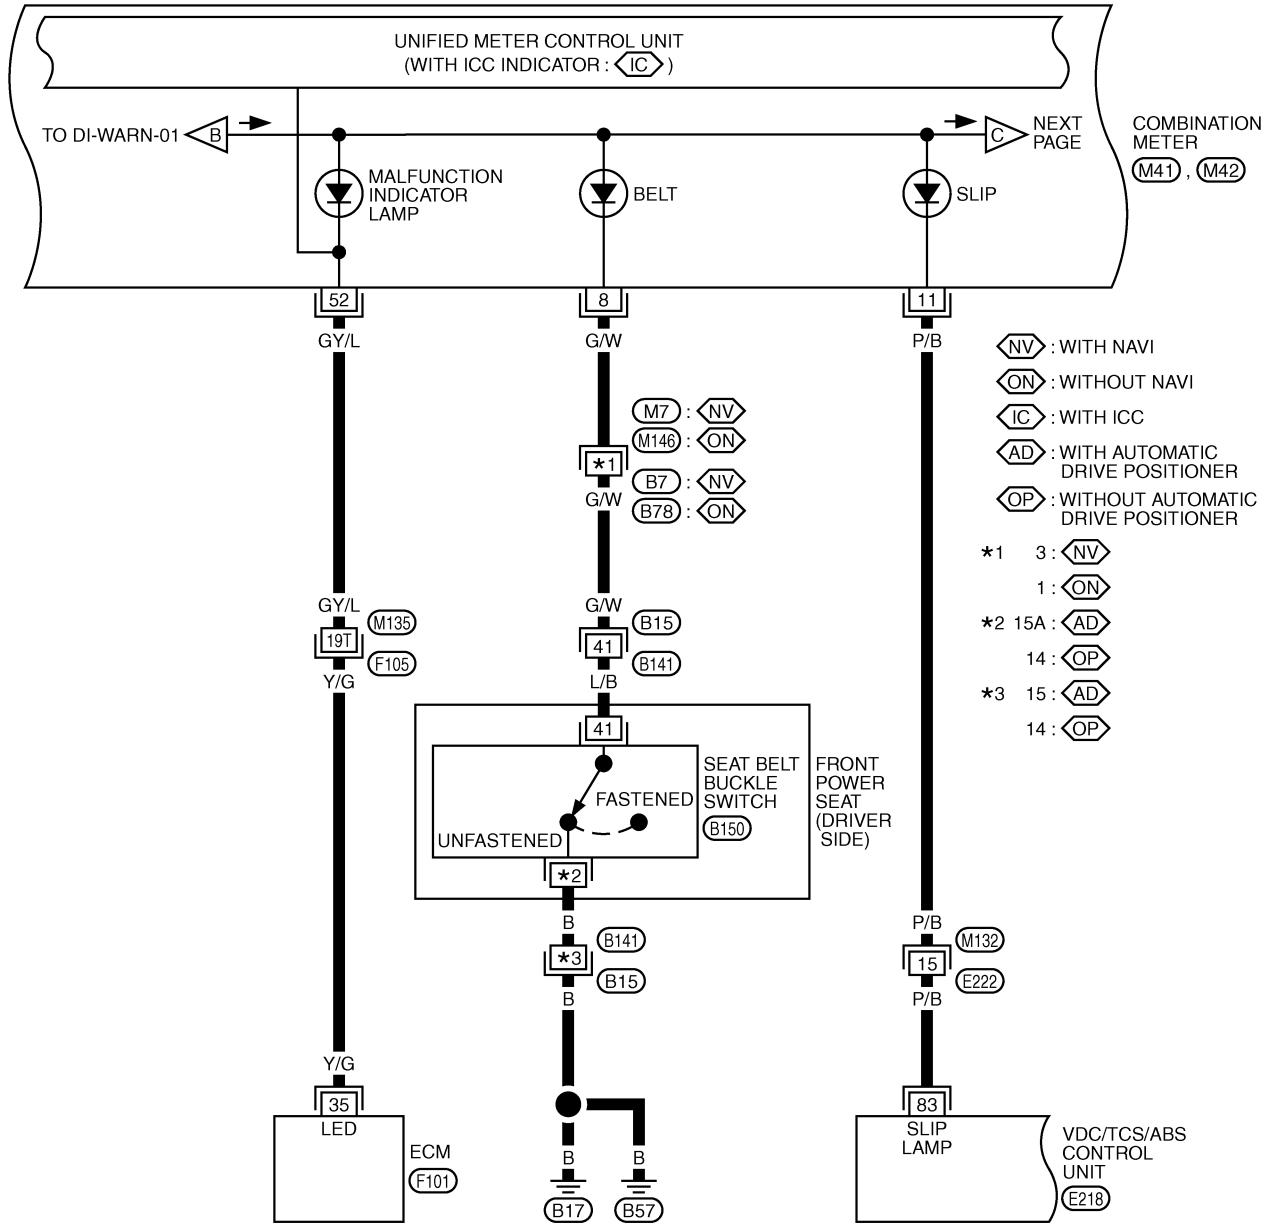 UNIFIED METER CONTROL UNIT
(WITH ICC INDICATOR : IC )
TO DI-WARN-01 B
C NEXT
PAGE
COMBINATION
METER
M41 , M42
MALFUNCTION
INDICATOR
LAMP
BELT
SLIP
52
8
11
GY/L
G/W
P/B
NV : WITH NAVI
ON : WITHOUT NAVI
IC : WITH ICC
AD : WITH AUTOMATIC
DRIVE POSITIONER
OP : WITHOUT AUTOMATIC
DRIVE POSITIONER
*1 3 : NV
1 : ON
*2 15A : AD
14 : OP
*3 15 : AD
14 : OP
M7 : NV
M146 : ON
*1
B7 : NV
G/W
B78 : ON
GY/L
M135
19T
F105
Y/G
G/W
B15
41
B141
L/B
41
SEAT BELT
BUCKLE
SWITCH
B150
FASTENED
UNFASTENED
FRONT
POWER
SEAT
(DRIVER
SIDE)
*2
B
B141
*3
B15
B
P/B
M132
15
E222
P/B
Y/G
35
LED
ECM
F101
B
B
B17
B57
83
SLIP
LAMP
VDC/TCS/ABS
CONTROL
UNIT
E218